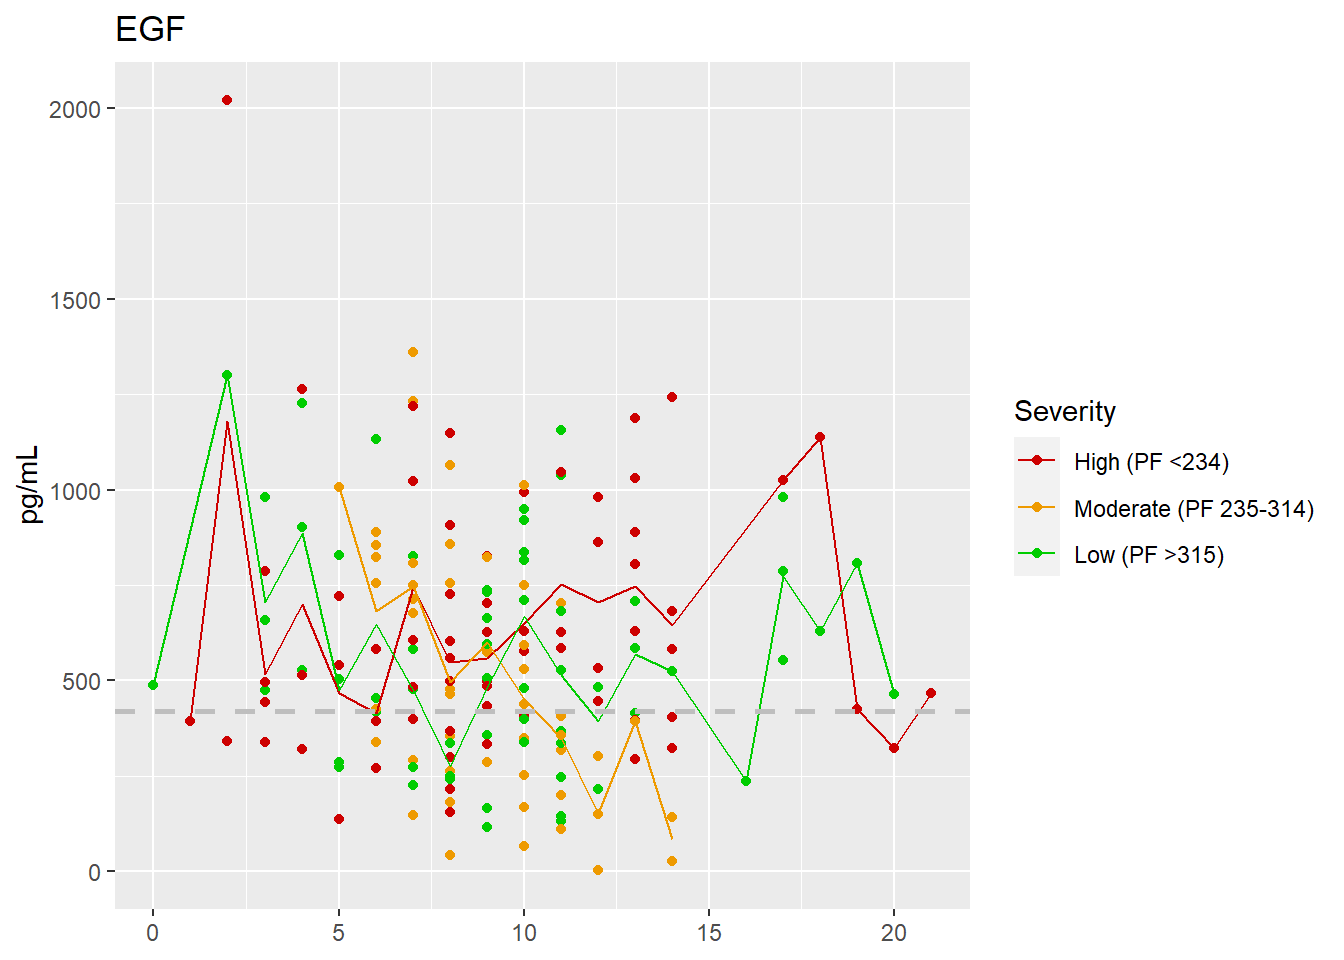 EGF
2000
1500
1000
500
0
pg/mL
0 5 10 15 20
Severity
High (PF <234)
Moderate (PF 235-314)
Low (PF >315)